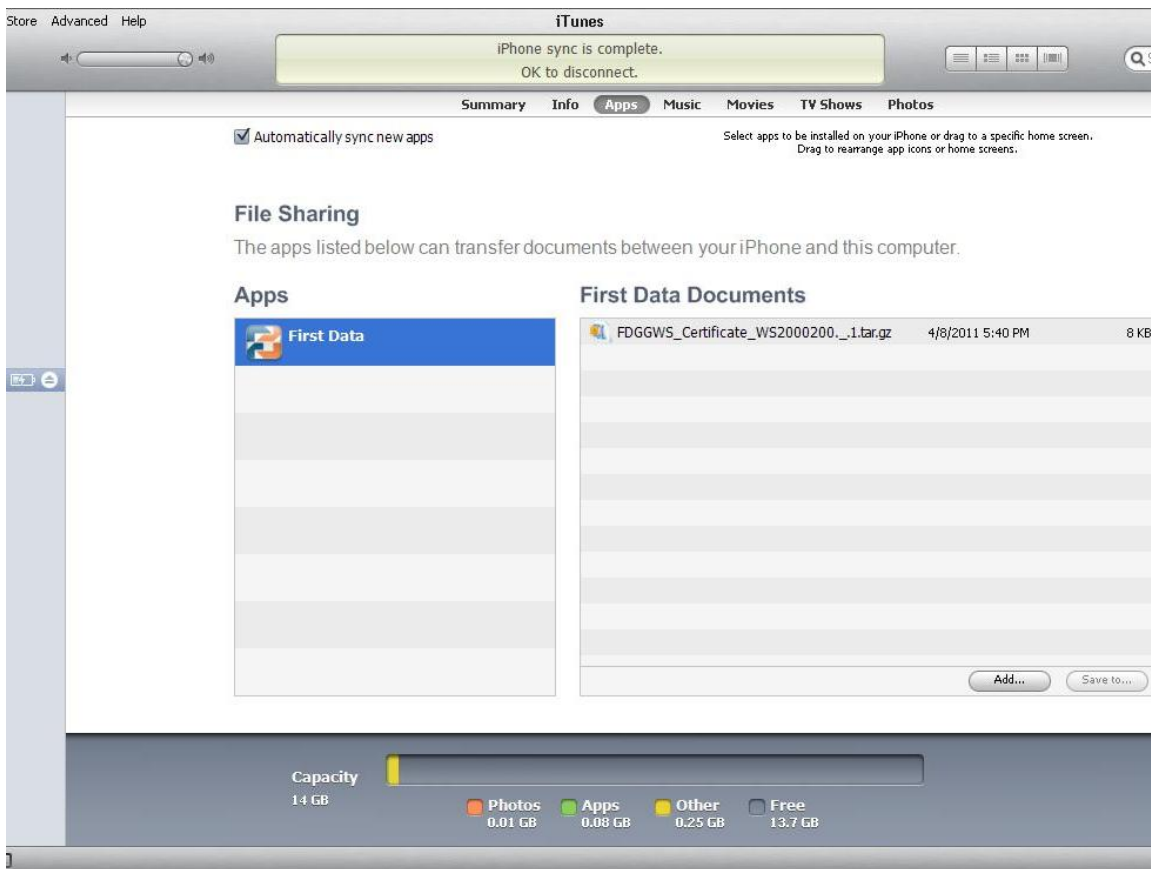 Store Advanced Help iTunes
iPhone sync is complete.
OK to disconnect.
Summary Info Apps Music Movies TV Shows Photos
Automatically sync new apps
Select apps to be installed on your iPhone or drag to a specific home screen.
Drag to rearrange app icons or home screens.
File Sharing
The apps listed below can transfer documents between your iPhone and this computer.
Apps First Data Documents
First Data
FDGGWS_Certificate_WS2000200._.1.tar.gz 4/8/2011 5:40 PM 8 KB
Add... Save to...
Capacity
14 GB
Photos Apps Other Free
0.01 GB 0.08 GB 0.25 GB 13.7 GB